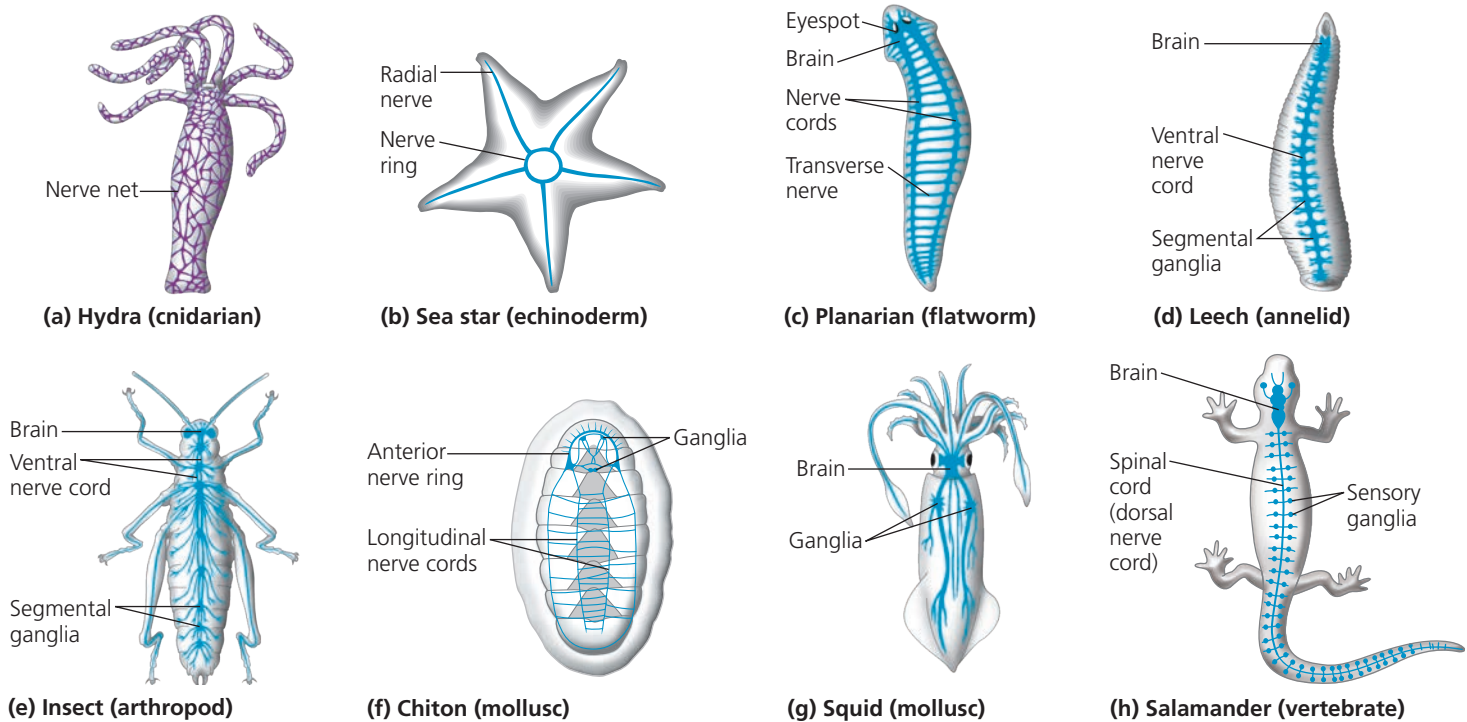 Nerve net
(a) Hydra (cnidarian)
Radial
nerve
Nerve
ring
(b) Sea star (echinoderm)
Eyespot
Brain
Nerve
cords
Transverse
nerve
(c) Planarian (flatworm)
Brain
Ventral
nerve
cord
Segmental
ganglia
(d) Leech (annelid)
Brain
Ventral
nerve cord
Segmental
ganglia
(e) Insect (arthropod)
Anterior
nerve ring
Ganglia
Longitudinal
nerve cords
(f) Chiton (mollusc)
Brain
Ganglia
(g) Squid (mollusc)
Brain
Spinal
cord
(dorsal
nerve
cord)
Sensory
ganglia
(h) Salamander (vertebrate)